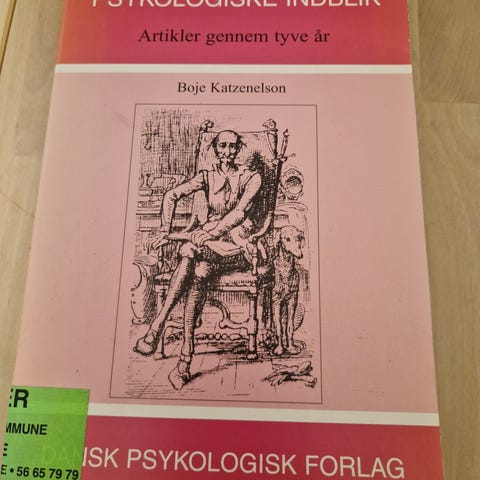 PSYKOLOGISKE INDBLIK
Artikler gennem tyve år
Boje Katzenelson
ER
MMUNE
E
E • 56 65 79 79
DANSK PSYKOLOGISK FORLAG